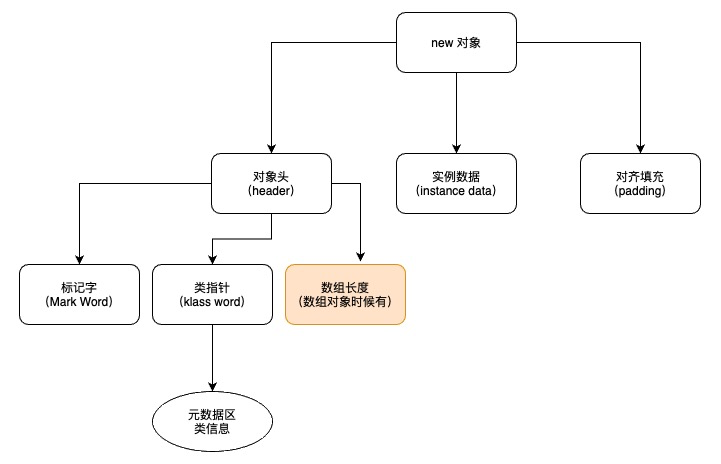 new 对象
对象头
（header）
实例数据
（instance data）
对齐填充
（padding）
标记字
（Mark Word）
类指针
（klass word）
数组长度
（数组对象时候有）
元数据区
类信息